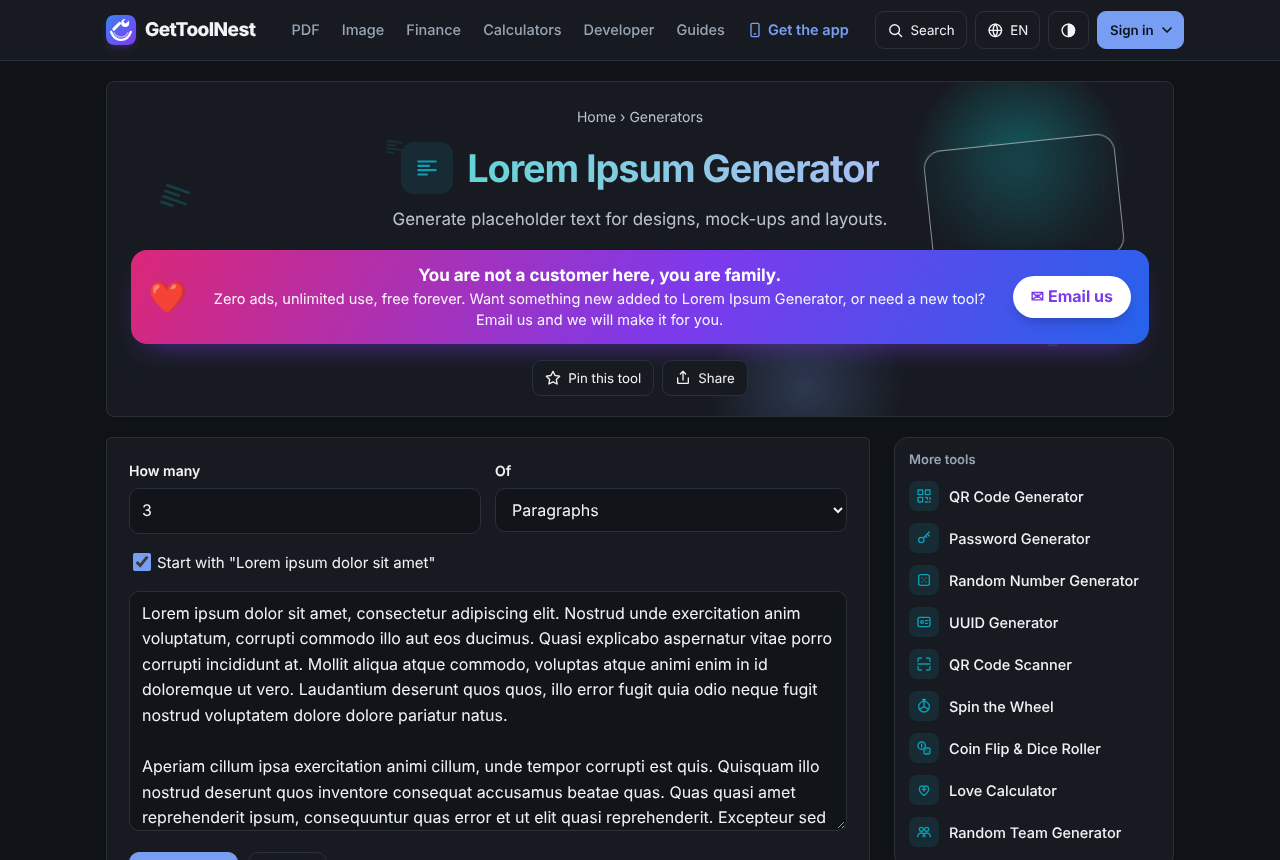 GetToolNest
PDF
Image
Finance
Calculators
Developer
Guides
Get the app
Search
EN
Sign in
Home › Generators
Lorem Ipsum Generator
Generate placeholder text for designs, mock-ups and layouts.
You are not a customer here, you are family.
Zero ads, unlimited use, free forever. Want something new added to Lorem Ipsum Generator, or need a new tool?
Email us and we will make it for you.
✉ Email us
Pin this tool
Share
How many
Of
3
Paragraphs
Start with "Lorem ipsum dolor sit amet"
Lorem ipsum dolor sit amet, consectetur adipiscing elit. Nostrud unde exercitation anim
voluptatum, corrupti commodo illo aut eos ducimus. Quasi explicabo aspernatur vitae porro
corrupti incididunt at. Mollit aliqua atque commodo, voluptas atque animi enim in id
doloremque ut vero. Laudantium deserunt quos quos, illo error fugit quia odio neque fugit
nostrud voluptatem dolore dolore pariatur natus.
Aperiam cillum ipsa exercitation animi cillum, unde tempor corrupti est quis. Quisquam illo
nostrud deserunt quos inventore consequat accusamus beatae quas. Quas quasi amet
reprehenderit ipsum, consequuntur quas error et ut elit quasi reprehenderit. Excepteur sed
More tools
QR Code Generator
Password Generator
Random Number Generator
UUID Generator
QR Code Scanner
Spin the Wheel
Coin Flip & Dice Roller
Love Calculator
Random Team Generator